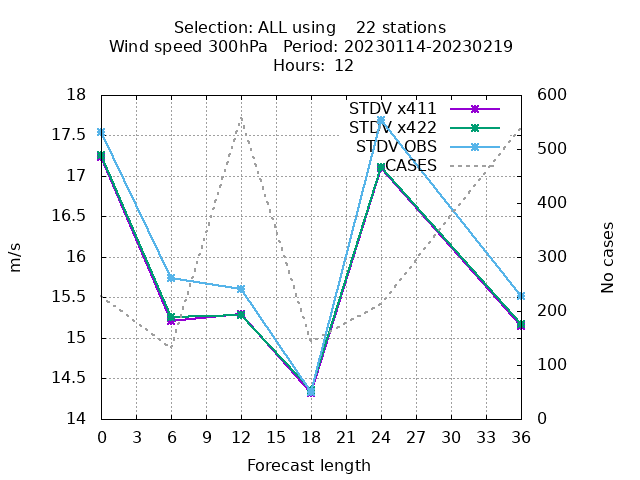 Selection: ALL using 22 stations
Wind speed 300hPa Period: 20230114-20230219
Hours: 12
18
17.5
17
16.5
16
15.5
15
14.5
14
m/s
STDV x411
STDV x422
STDV OBS
CASES
600
500
400
300
200
100
0
No cases
0 3 6 9 12 15 18 21 24 27 30 33 36
Forecast length